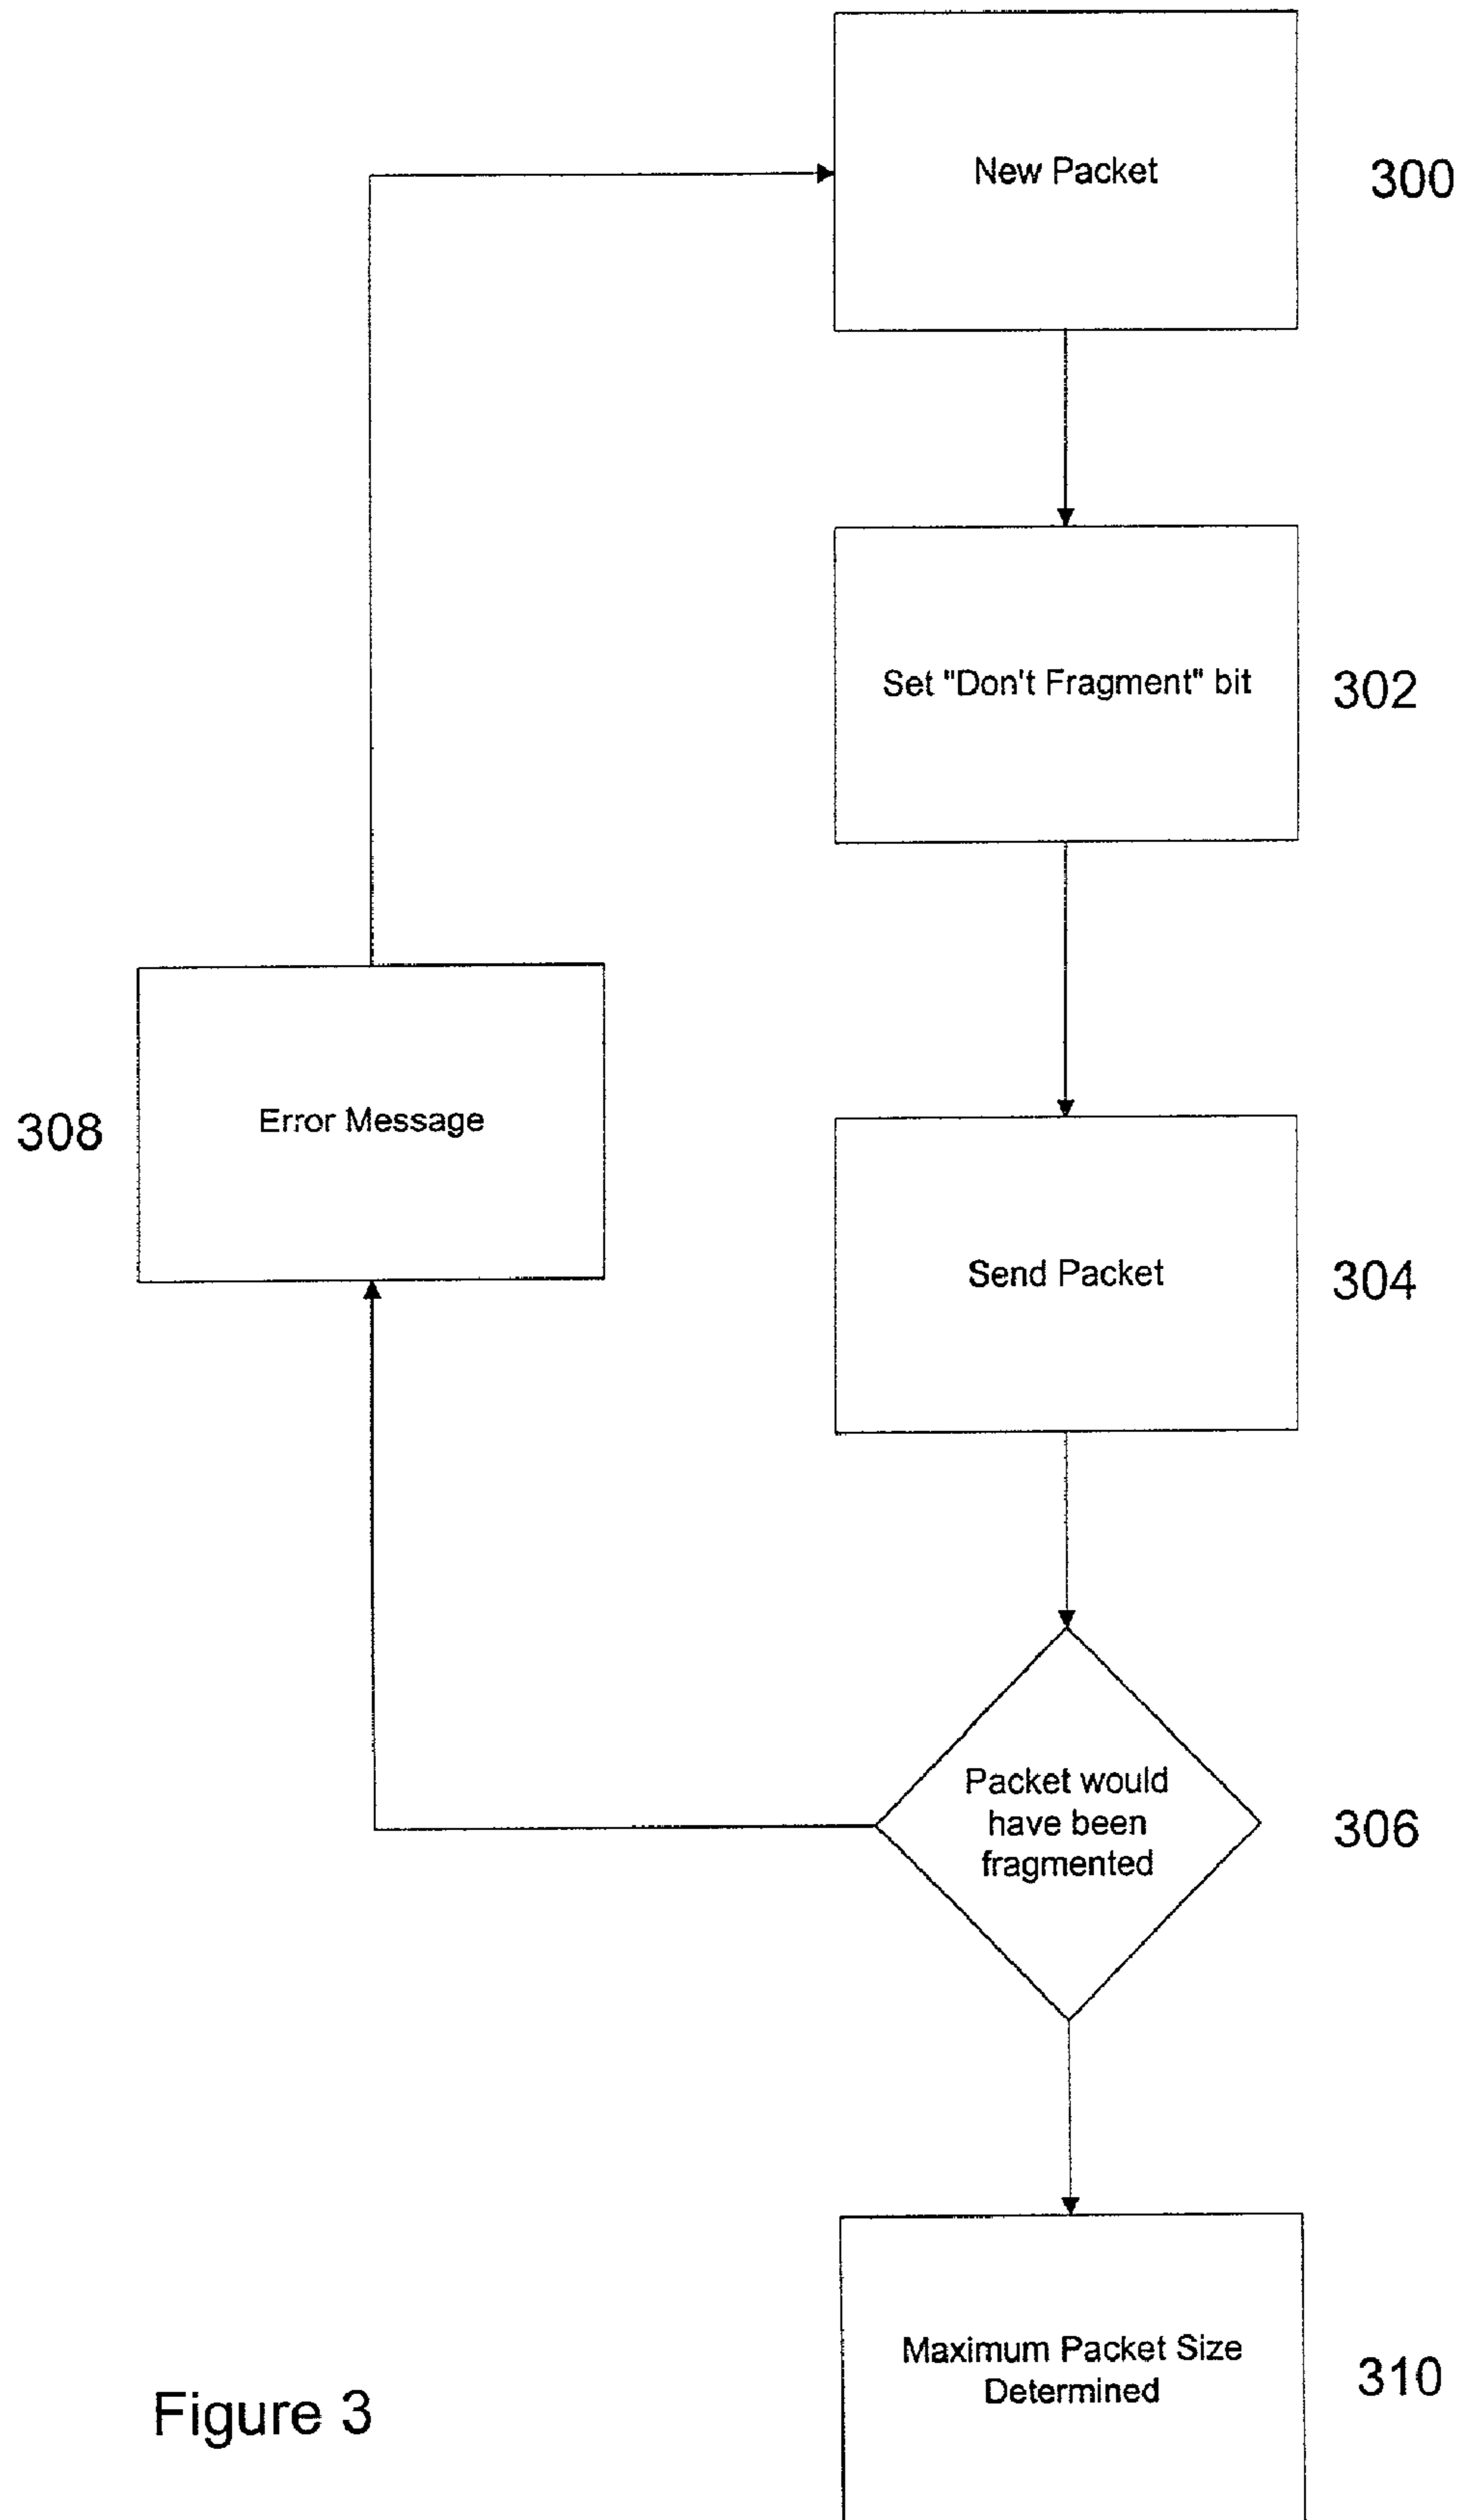 New Packet
300
Set "Don't Fragment" bit
302
308
Error Message
Send Packet
304
Packet would
have been
fragmented
306
Maximum Packet Size
Determined
310
Figure 3